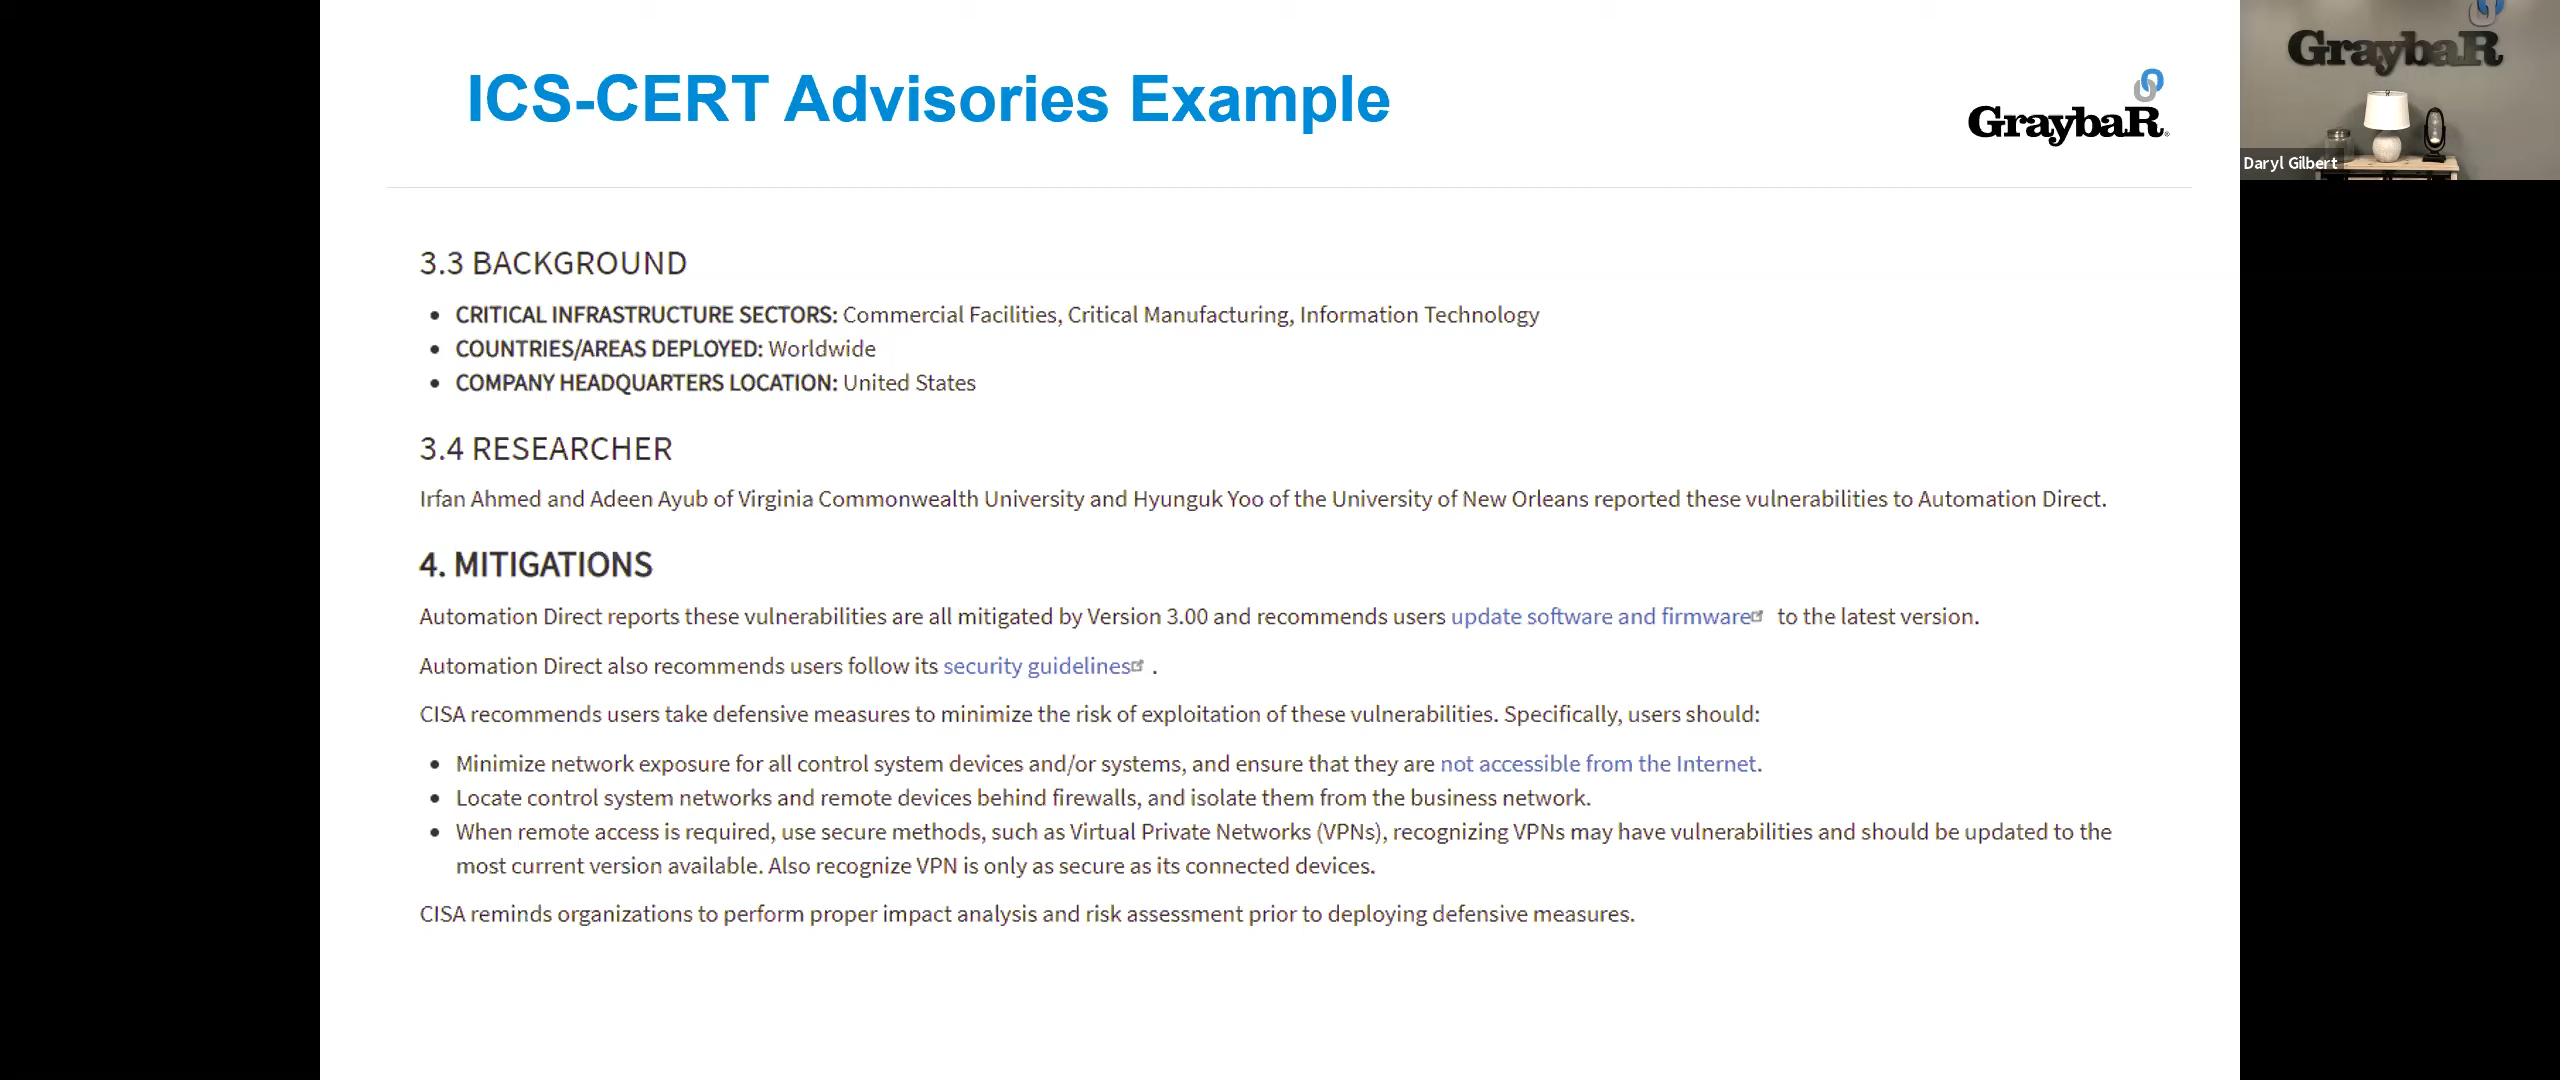 ICS-CERT Advisories Example
GraybaR®
GraybaR
Daryl Gilbert
3.3 BACKGROUND
• CRITICAL INFRASTRUCTURE SECTORS: Commercial Facilities, Critical Manufacturing, Information Technology
• COUNTRIES/AREAS DEPLOYED: Worldwide
• COMPANY HEADQUARTERS LOCATION: United States
3.4 RESEARCHER
Irfan Ahmed and Adeen Ayub of Virginia Commonwealth University and Hyunguk Yoo of the University of New Orleans reported these vulnerabilities to Automation Direct.
4. MITIGATIONS
Automation Direct reports these vulnerabilities are all mitigated by Version 3.00 and recommends users update software and firmware to the latest version.
Automation Direct also recommends users follow its security guidelines .
CISA recommends users take defensive measures to minimize the risk of exploitation of these vulnerabilities. Specifically, users should:
• Minimize network exposure for all control system devices and/or systems, and ensure that they are not accessible from the Internet.
• Locate control system networks and remote devices behind firewalls, and isolate them from the business network.
• When remote access is required, use secure methods, such as Virtual Private Networks (VPNs), recognizing VPNs may have vulnerabilities and should be updated to the
most current version available. Also recognize VPN is only as secure as its connected devices.
CISA reminds organizations to perform proper impact analysis and risk assessment prior to deploying defensive measures.